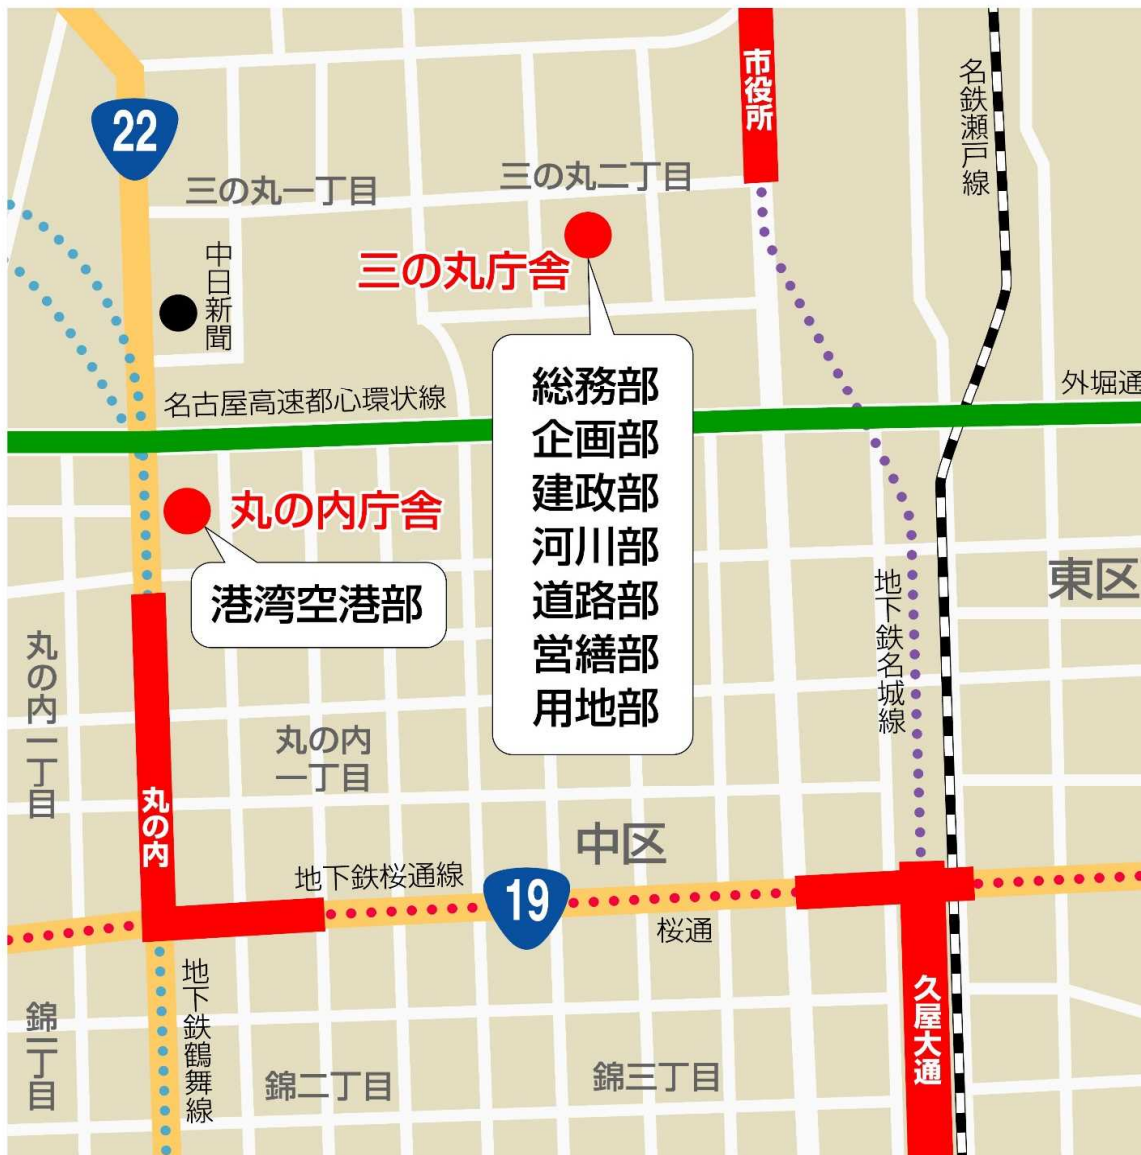 市役所
名鉄瀬戸線
22
三の丸一丁目
三の丸二丁目
中日新聞
三の丸庁舎
総務部
企画部
建政部
河川部
道路部
営繕部
用地部
名古屋高速都心環状線
外堀通
丸の内庁舎
港湾空港部
東区
地下鉄名城線
丸の内一丁目
丸の内
一丁目
丸の内
中区
地下鉄桜通線
19
桜通
久屋大通
地下鉄鶴舞線
錦一丁目
錦二丁目
錦三丁目